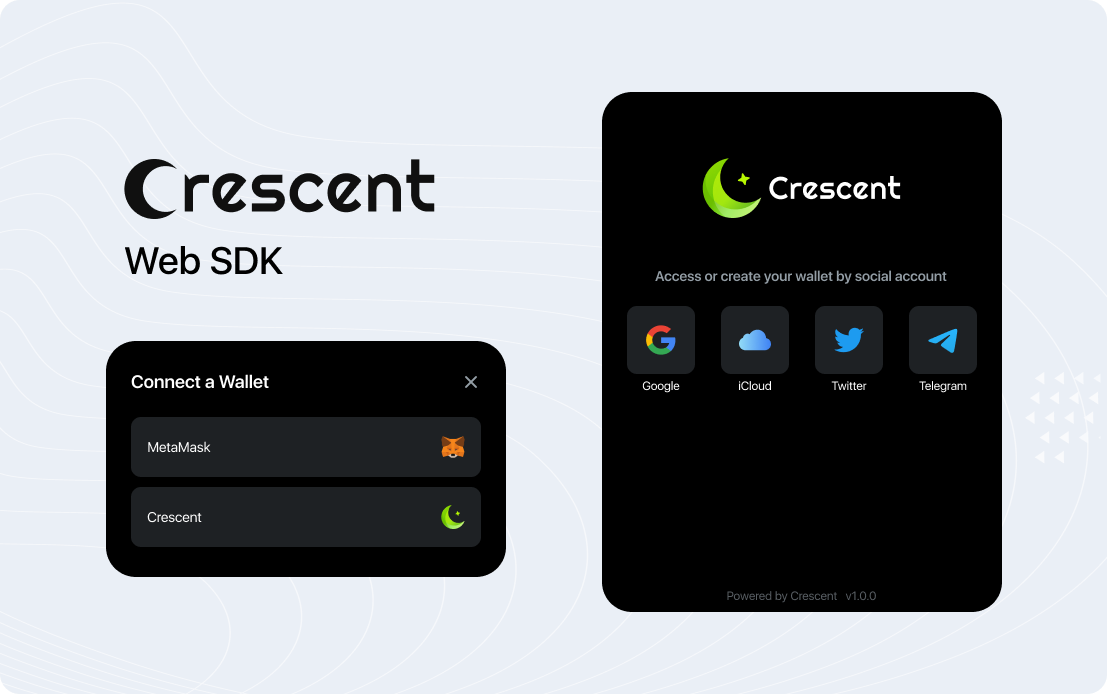 Crescent
Web SDK
Connect a Wallet
MetaMask
Crescent
Crescent
Access or create your wallet by social account
Google
iCloud
Twitter
Telegram
Powered by Crescent v1.0.0